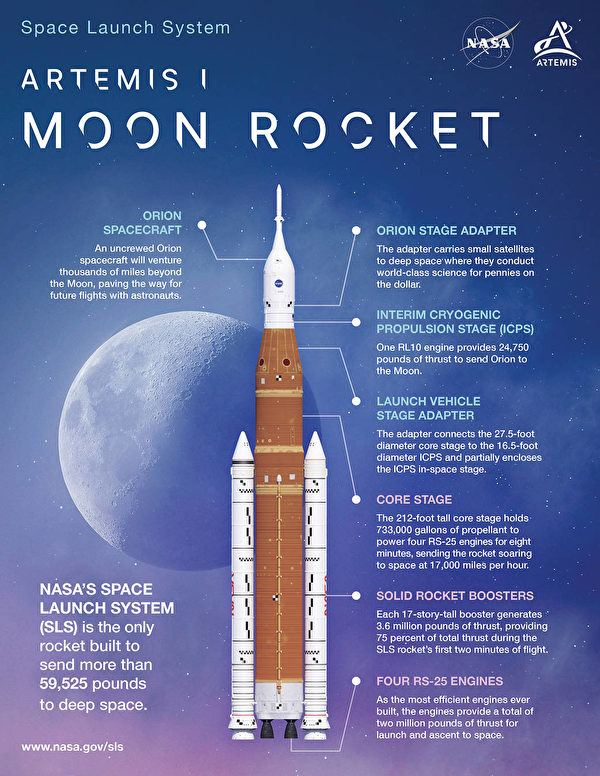 Space Launch System
NASA
ARTEMIS
ARTEMIS I
MOON ROCKET
ORION
SPACECRAFT
An uncrewed Orion
spacecraft will venture
thousands of miles beyond
the Moon, paving the way for
future flights with astronauts.
ORION STAGE ADAPTER
The adapter carries small satellites
to deep space where they conduct
world-class science for pennies on
the dollar.
INTERIM CRYOGENIC
PROPULSION STAGE (ICPS)
One RL10 engine provides 24,750
pounds of thrust to send Orion to
the Moon.
LAUNCH VEHICLE
STAGE ADAPTER
The adapter connects the 27.5-foot
diameter core stage to the 16.5-foot
diameter ICPS and partially encloses
the ICPS in-space stage.
CORE STAGE
The 212-foot tall core stage holds
733,000 gallons of propellant to
power four RS-25 engines for eight
minutes, sending the rocket soaring
to space at 17,000 miles per hour.
SOLID ROCKET BOOSTERS
Each 17-story-tall booster generates
3.6 million pounds of thrust, providing
75 percent of total thrust during the
SLS rocket's first two minutes of flight.
FOUR RS-25 ENGINES
As the most efficient engines ever
built, the engines provide a total of
two million pounds of thrust for
launch and ascent to space.
NASA'S SPACE
LAUNCH SYSTEM
(SLS) is the only
rocket built to
send more than
59,525 pounds
to deep space.
www.nasa.gov/sls